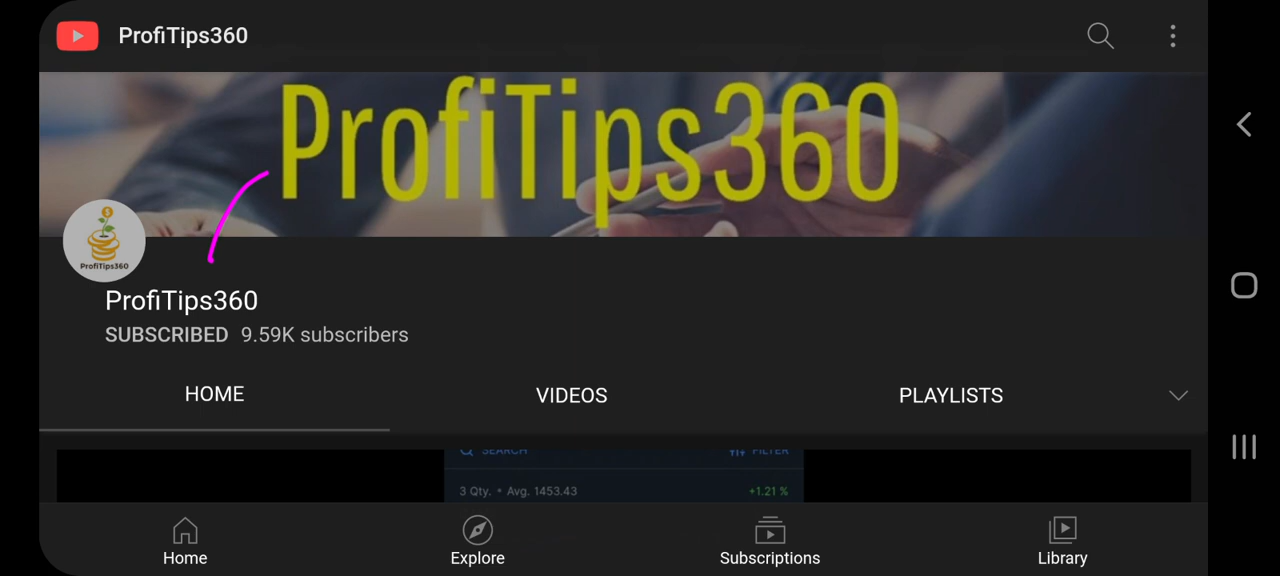 ProfiTips360
ProfiTips360
ProfiTips360
ProfiTips360
SUBSCRIBED 9.59K subscribers
HOME VIDEOS PLAYLISTS
SEARCH FILTER
3 Qty. • Avg. 1453.43 +1.21 %
Home Explore Subscriptions Library